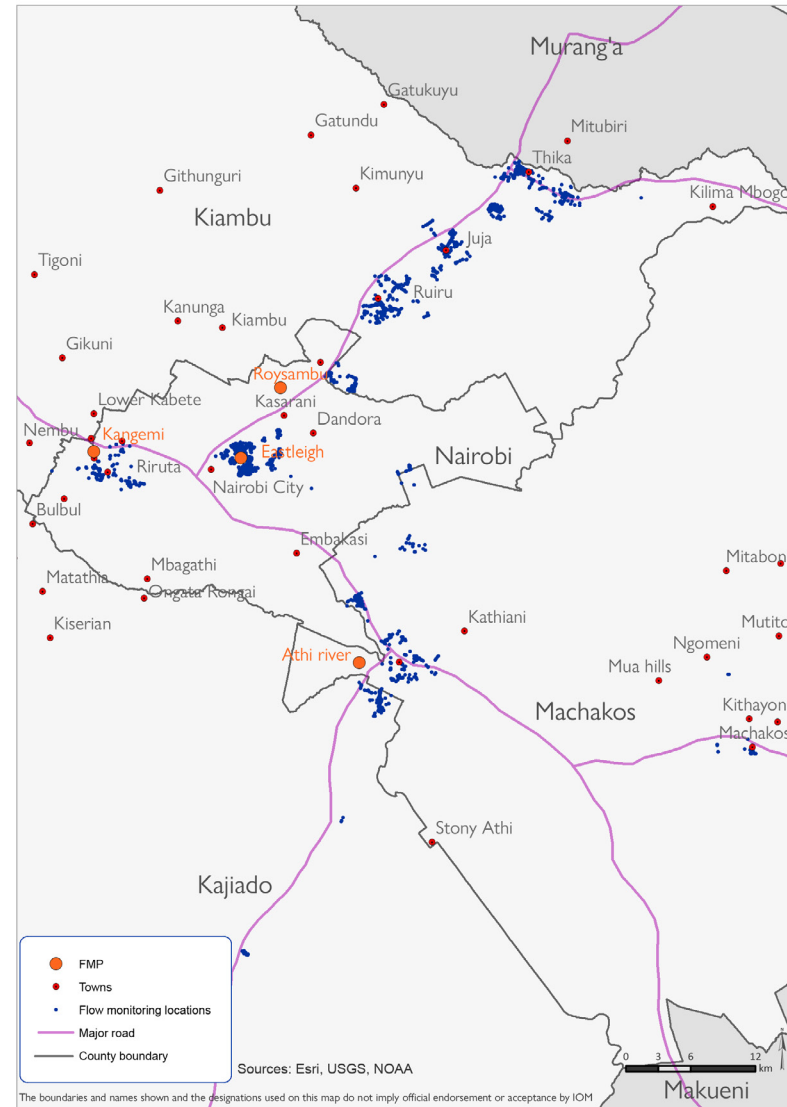 Murang'a
Gatukuyu
Gatundu
Mitubiri
Thika
Githunguri
Kimunyu
Kilima Mbogo
Kiambu
Juja
Tigoni
Ruiru
Kanunga
Kiambu
Gikuni
Roysambu
Lower Kabete
Kasarani
Dandora
Nembu
Kangemi
Eastleigh
Nairobi
Riruta
Nairobi City
Bulbul
Embakasi
Mbagathi
Mitabon
Matathia
Ongata Rongai
Kathiani
Kiserian
Mutito
Ngomeni
Athi river
Mua hills
Machakos
Kithayon
Machakos
Stony Athi
Kajiado
FMP
Towns
Flow monitoring locations
Major road
County boundary
Sources: Esri, USGS, NOAA
0 3 6 12
km
Makueni
The boundaries and names shown and the designations used on this map do not imply official endorsement or acceptance by IOM